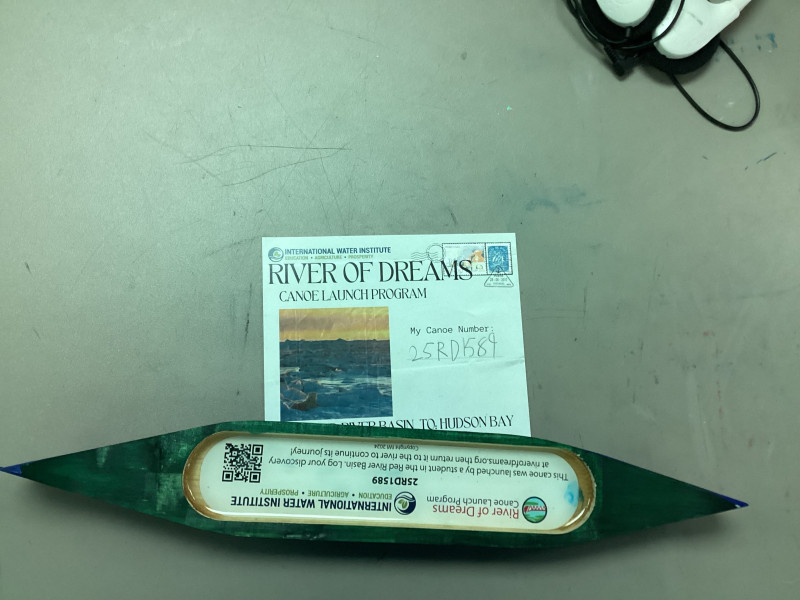 INTERNATIONAL WATER INSTITUTE
EDUCATION • AGRICULTURE • PROSPERITY
RIVER OF DREAMS
CANOE LAUNCH PROGRAM
My Canoe Number:
25RD1589
RIVER BASIN TO HUDSON BAY
River of Dreams
Canoe Launch Program
INTERNATIONAL WATER INSTITUTE
EDUCATION • AGRICULTURE • PROSPERITY
25RD1589
This canoe was launched by a student the Red River Basin. Log your discovery
at riverofdreams.org then return it to the river to continue its journey!
Copyright IWI 2024